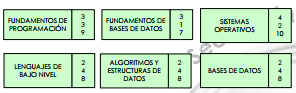 FUNDAMENTOS DE
PROGRAMACIÓN
3
3
9
FUNDAMENTOS DE
BASES DE DATOS
3
1
7
SISTEMAS
OPERATIVOS
4
2
10
LENGUAJES DE
BAJO NIVEL
2
4
8
ALGORITMOS Y
ESTRUCTURAS DE
DATOS
2
4
8
BASES DE DATOS
2
4
8